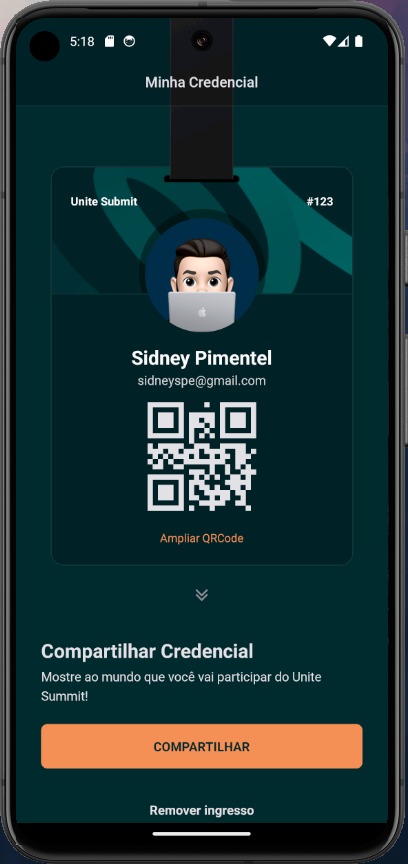 5:18
Minha Credencial
Unite Submit
#123
Sidney Pimentel
sidneyspe@gmail.com
Ampliar QRCode
Compartilhar Credencial
Mostre ao mundo que você vai participar do Unite
Summit!
COMPARTILHAR
Remover ingresso